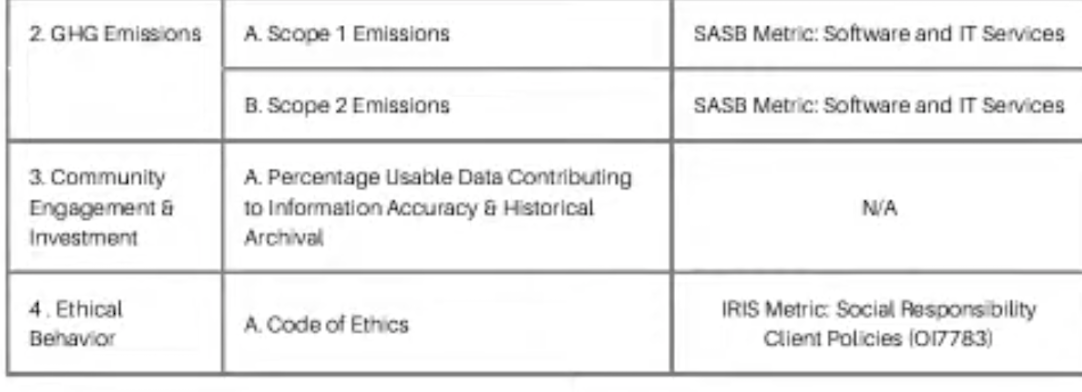 2. GHG Emissions
A. Scope 1 Emissions
SASB Metric: Software and IT Services
B. Scope 2 Emissions
SASB Metric: Software and IT Services
3. Community
Engagement &
Investment
A. Percentage Usable Data Contributing
to Information Accuracy & Historical
Archival
N/A
4 . Ethical
Behavior
A. Code of Ethics
IRIS Metric: Social Responsibility
Client Policies (OI7783)